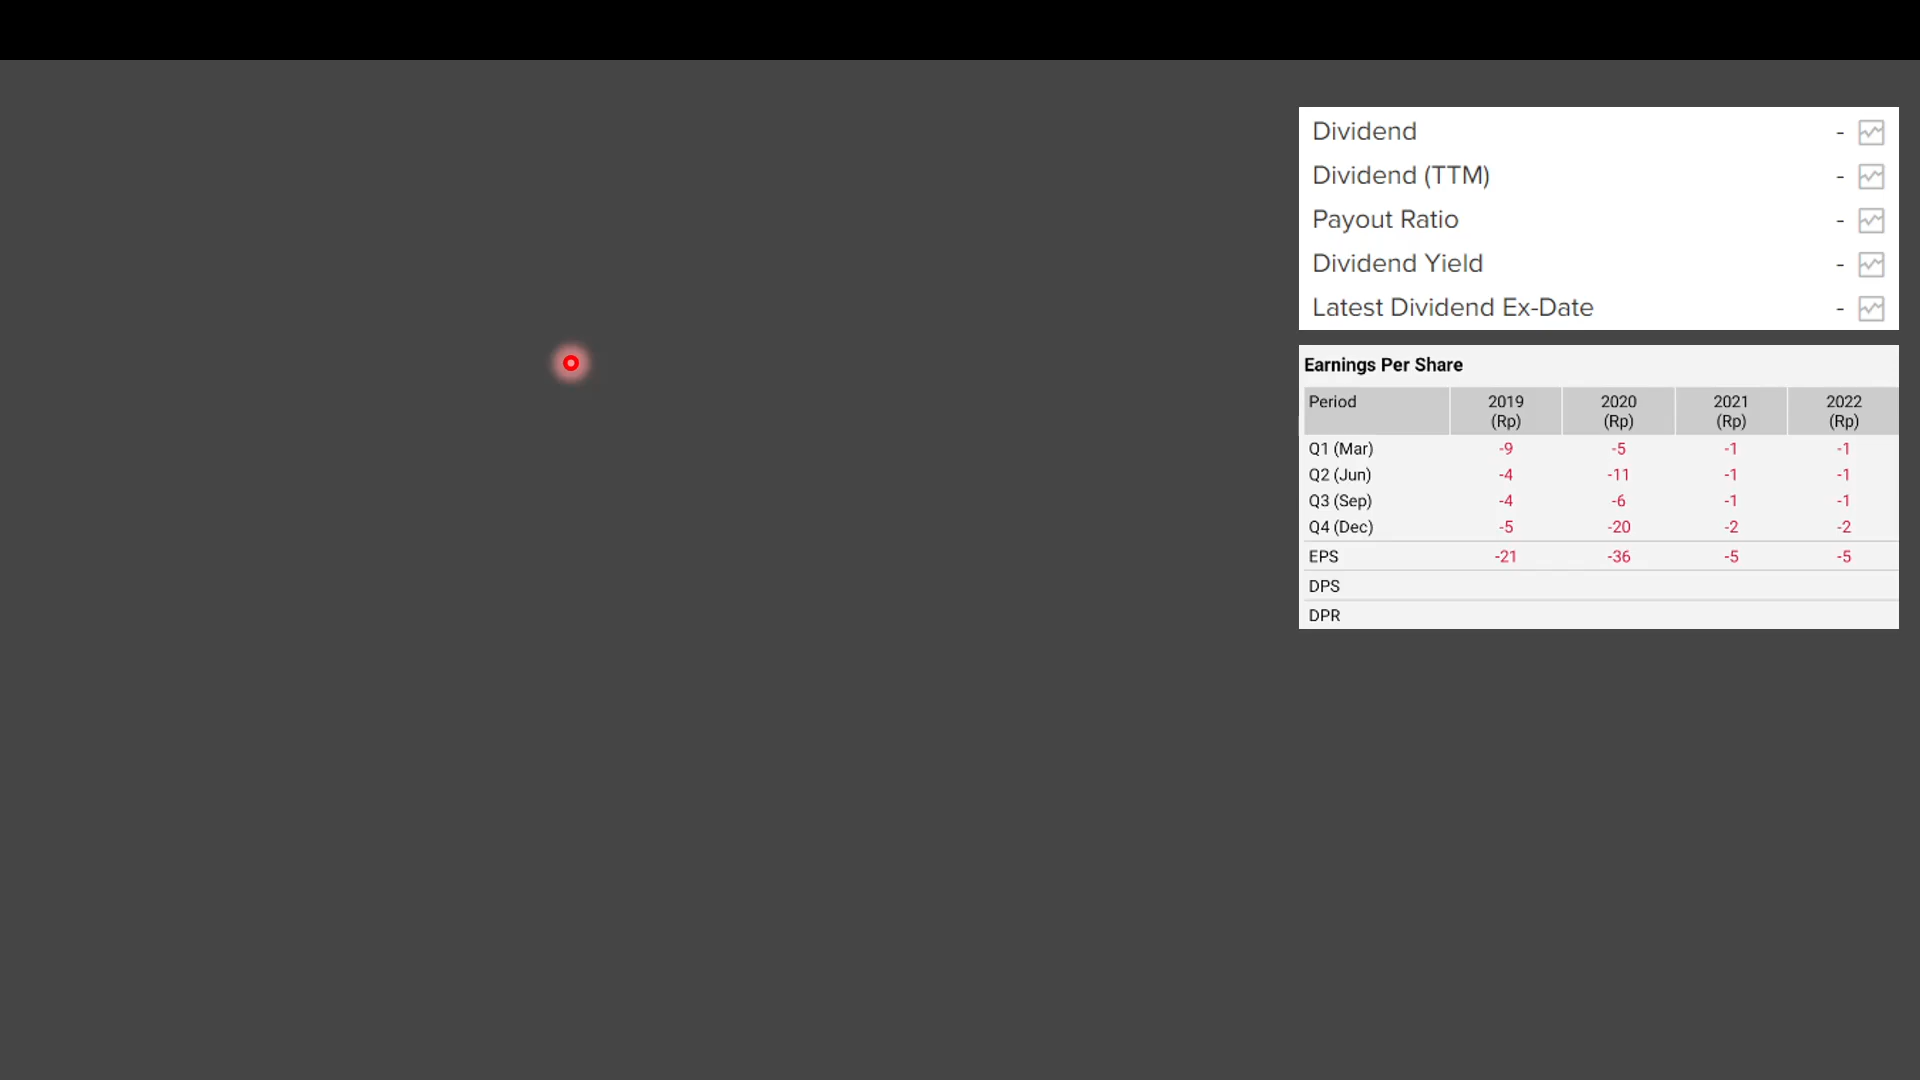 Dividend -
Dividend (TTM) -
Payout Ratio -
Dividend Yield -
Latest Dividend Ex-Date -
Earnings Per Share
Period 2019 (Rp) 2020 (Rp) 2021 (Rp) 2022 (Rp)
Q1 (Mar) -9 -5 -1 -1
Q2 (Jun) -4 -11 -1 -1
Q3 (Sep) -4 -6 -1 -1
Q4 (Dec) -5 -20 -2 -2
EPS -21 -36 -5 -5
DPS
DPR